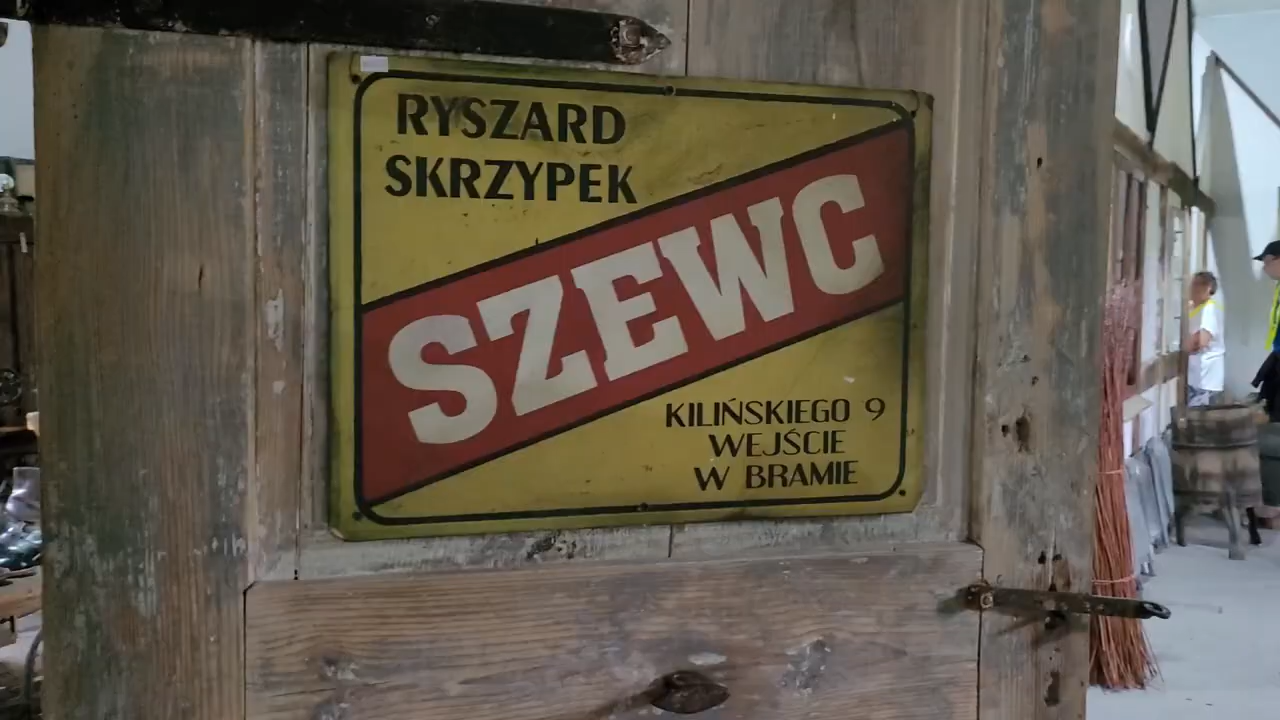 RYSZARD
SKRZYPEK
SZEWC
KILIŃSKIEGO 9
WEJŚCIE
W BRAMIE